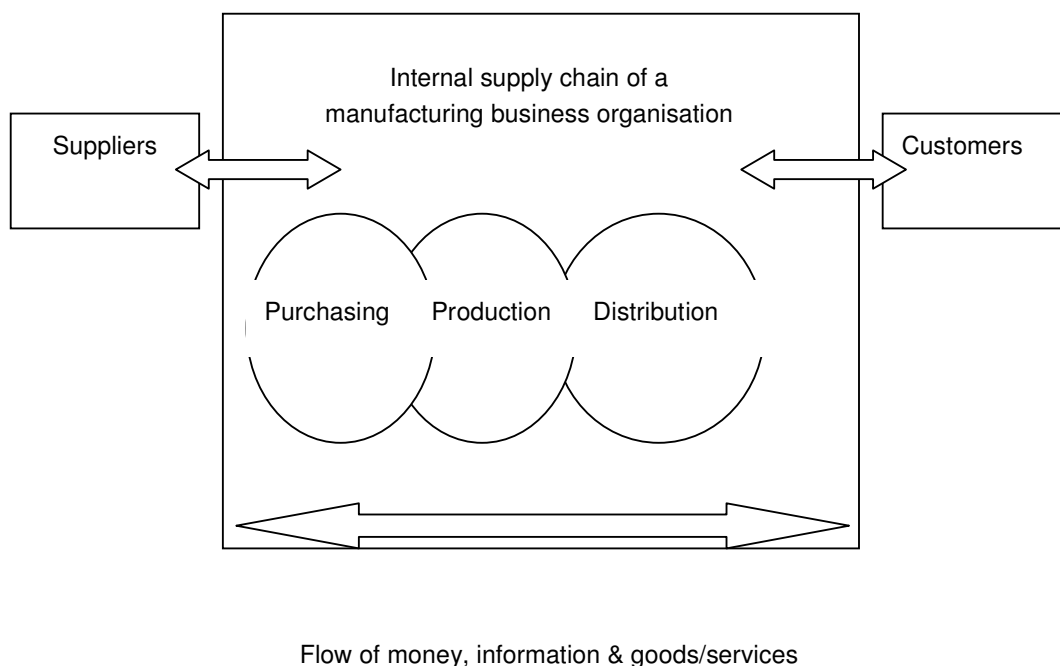 Internal supply chain of a
manufacturing business organisation
Suppliers
Customers
Purchasing
Production
Distribution
Flow of money, information & goods/services